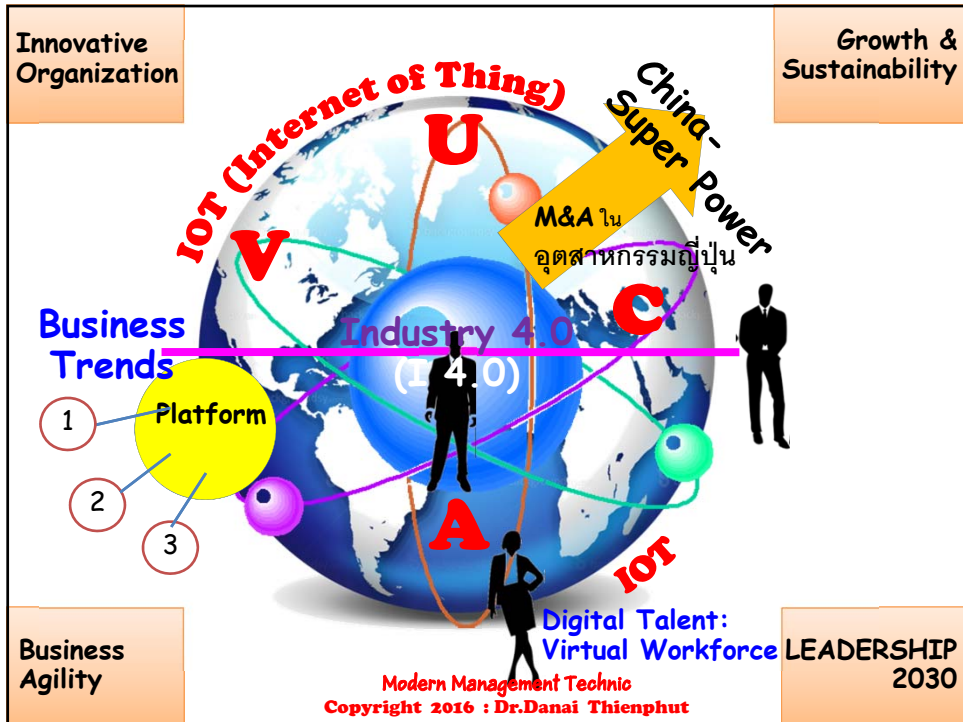 Innovative
Organization
Growth &
Sustainability
IOT (Internet of Thing)
V
U
C
A
China-
Super Power
M&A ใน
อุตสาหกรรมญี่ปุ่น
Business
Trends
Industry 4.0
(I 4.0)
Platform
1
2
3
IOT
Digital Talent:
Virtual Workforce
Business
Agility
LEADERSHIP
2030
Modern Management Technic
Copyright 2016 : Dr.Danai Thienphut